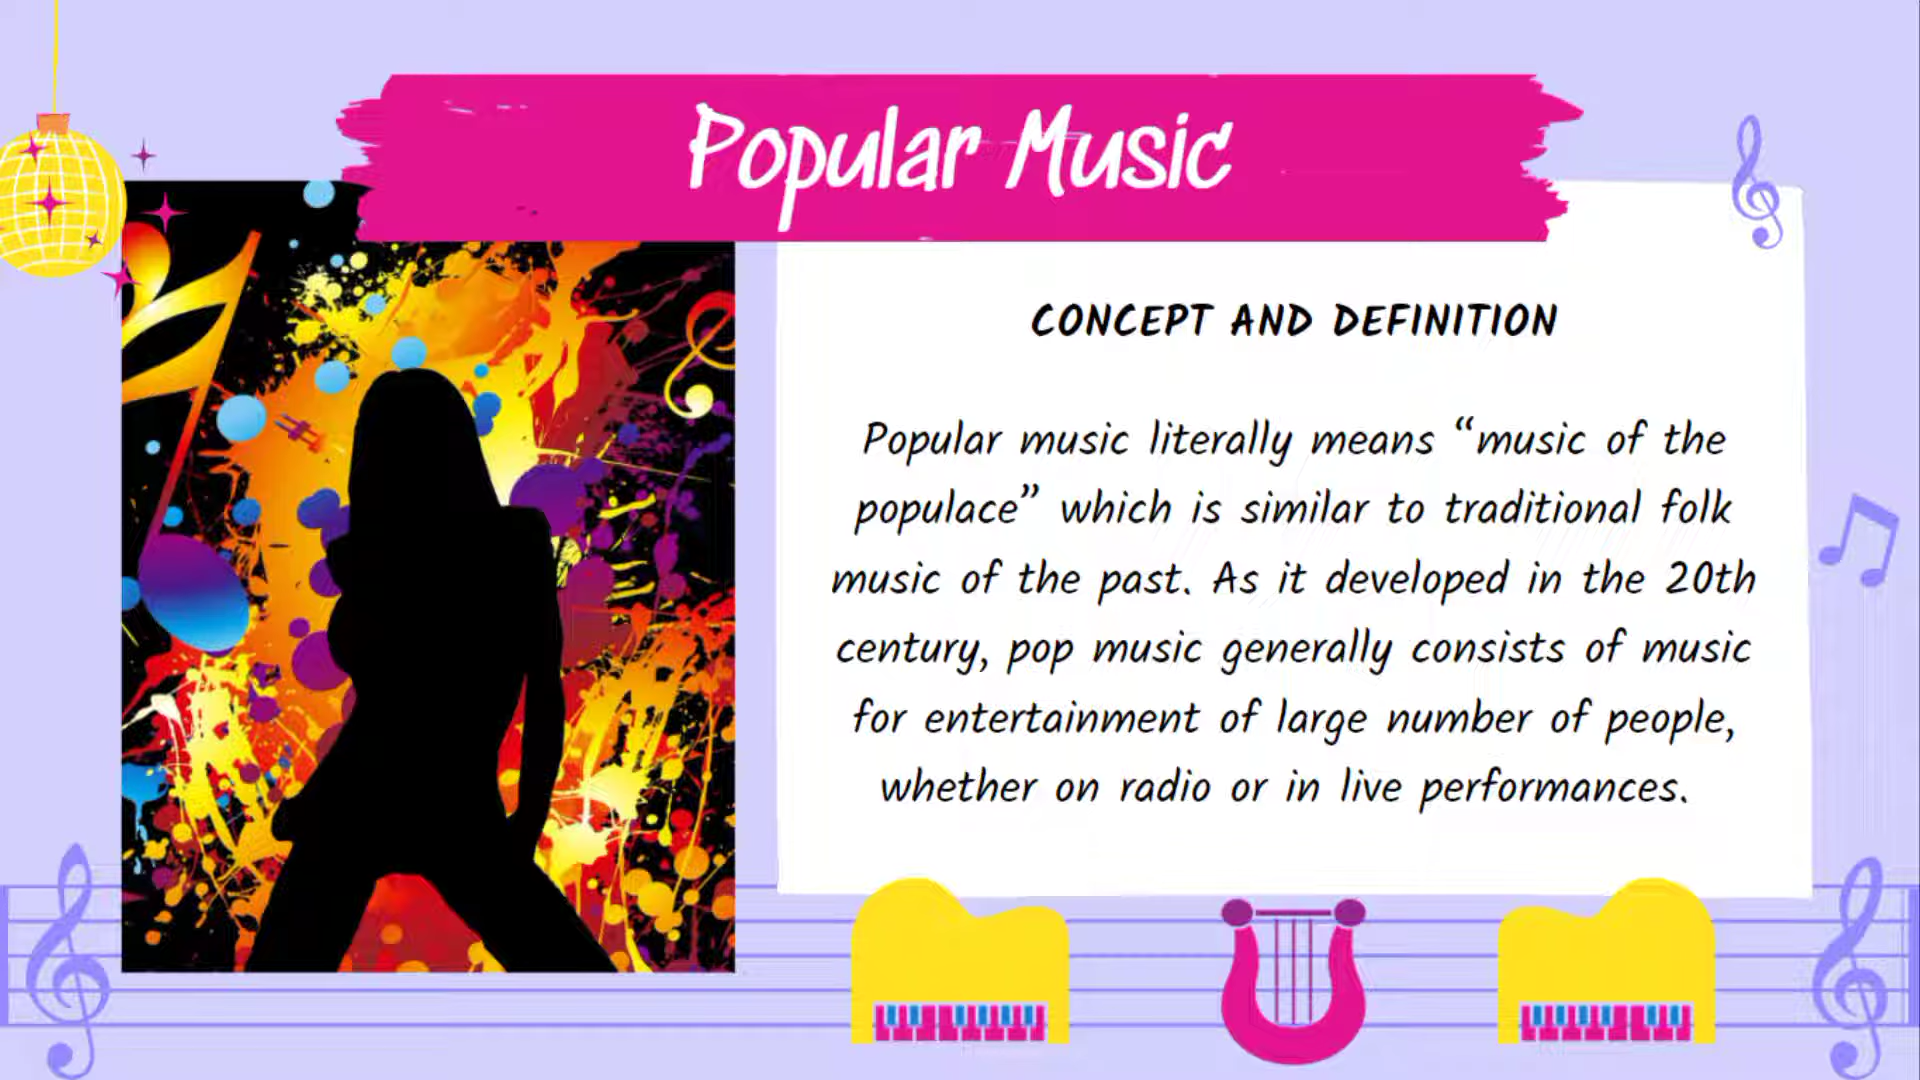 Popular Music
CONCEPT AND DEFINITION
Popular music literally means “music of the
populace” which is similar to traditional folk
music of the past. As it developed in the 20th
century, pop music generally consists of music
for entertainment of large number of people,
whether on radio or in live performances.